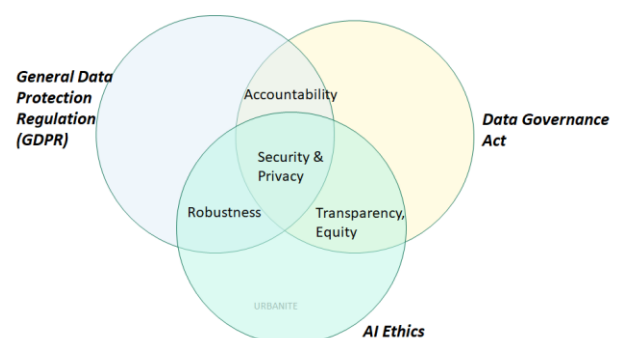 General Data
Protection
Regulation
(GDPR)
Accountability
Data Governance
Act
Security &
Privacy
Robustness
Transparency,
Equity
URBANITE
AI Ethics